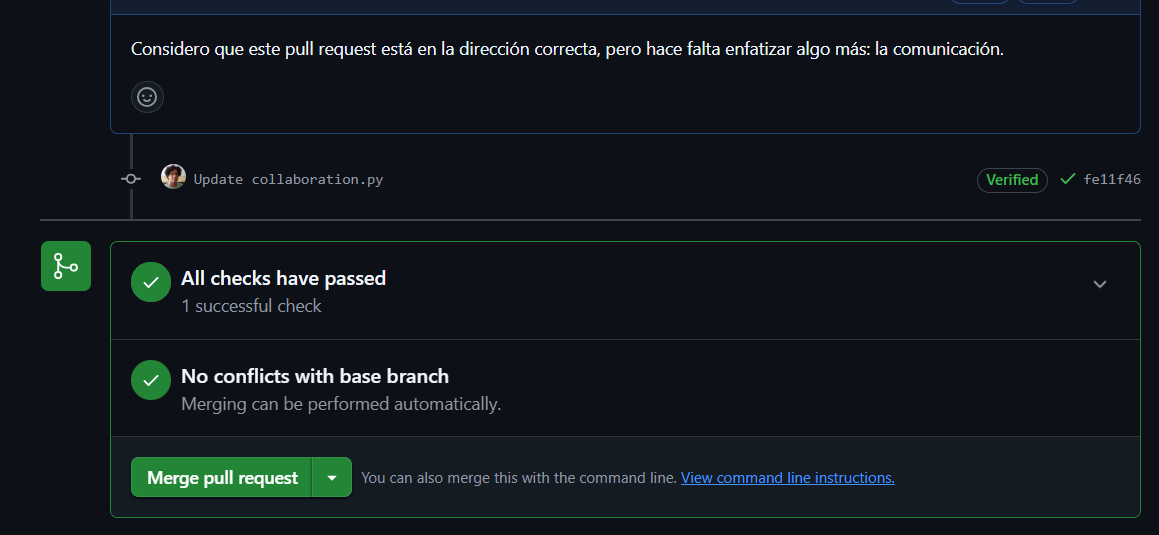 Considero que este pull request está en la dirección correcta, pero hace falta enfatizar algo más: la comunicación.
Update collaboration.py Verified fe11f46
All checks have passed
1 successful check
No conflicts with base branch
Merging can be performed automatically.
Merge pull request You can also merge this with the command line. View command line instructions.